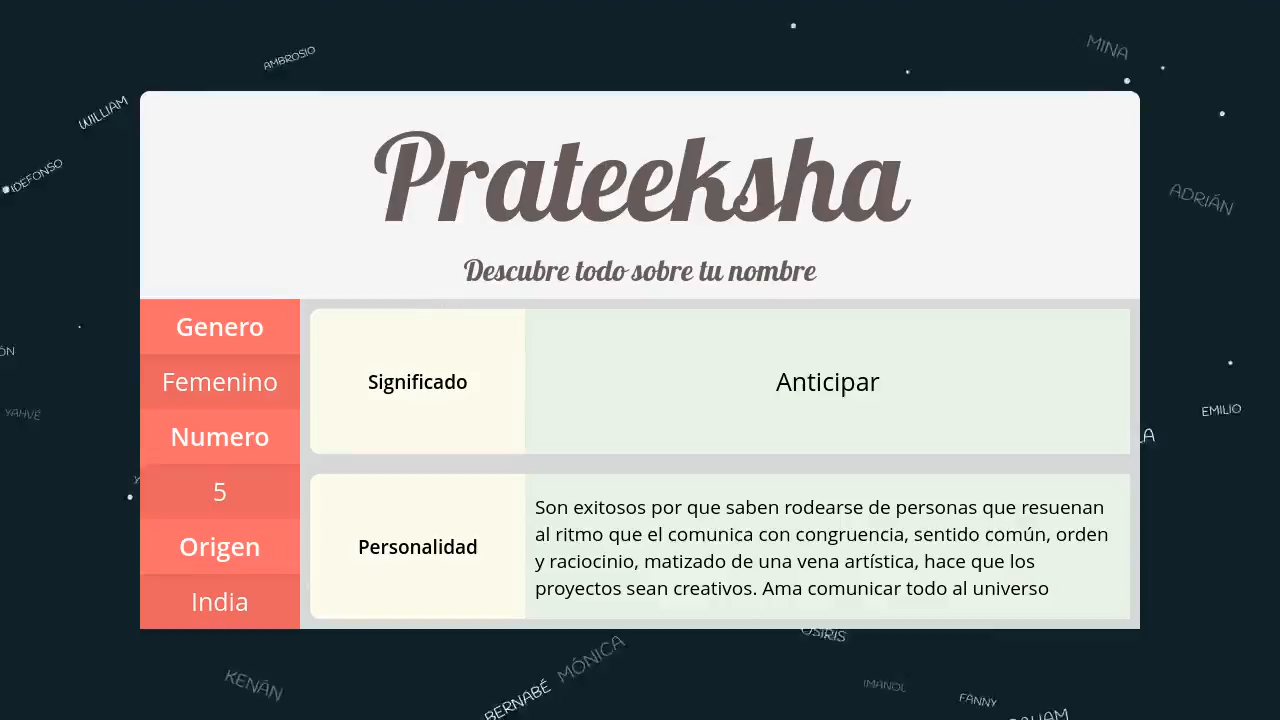 AMBROSIO
MINA
WILLIAM
ILDEFONSO
ADRIÁN
Prateeksha
Descubre todo sobre tu nombre
Genero
Femenino
Numero
5
Origen
India
Significado
Anticipar
Personalidad
Son exitosos por que saben rodearse de personas que resuenan
al ritmo que el comunica con congruencia, sentido común, orden
y raciocinio, matizado de una vena artística, hace que los
proyectos sean creativos. Ama comunicar todo al universo
YAHVÉ
EMILIO
OSIRIS
MÓNICA
KENÁN
BERNABÉ
IMANOL
FANNY